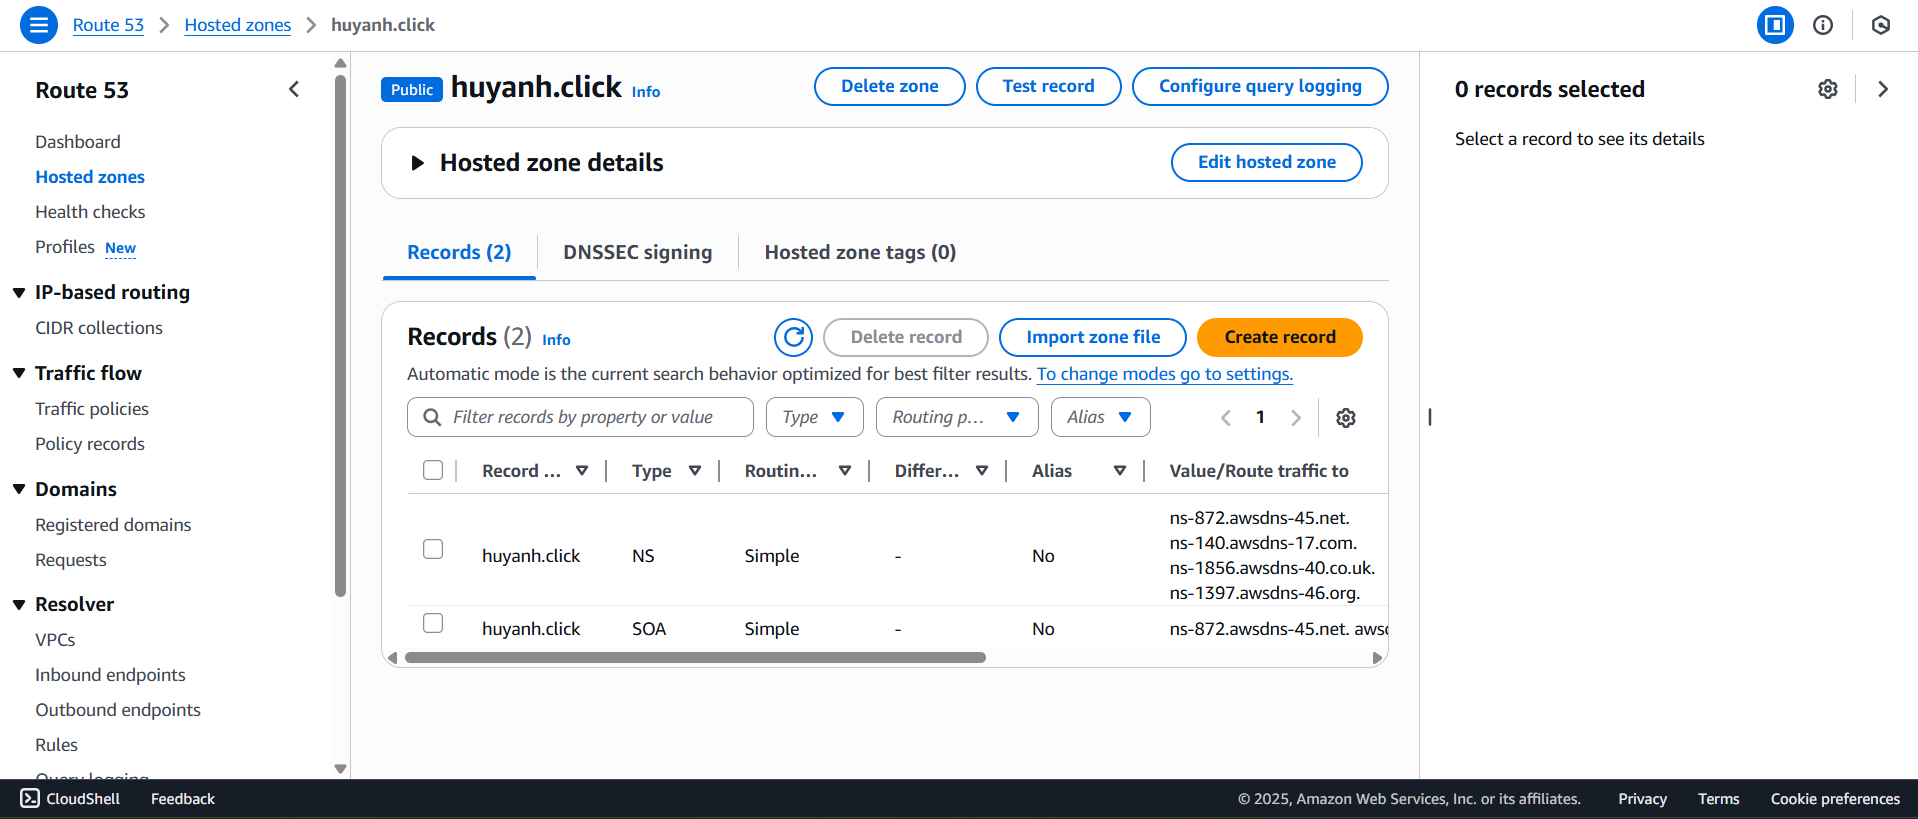 Route 53 > Hosted zones > huyanh.click
Route 53
Dashboard
Hosted zones
Health checks
Profiles New
IP-based routing
CIDR collections
Traffic flow
Traffic policies
Policy records
Domains
Registered domains
Requests
Resolver
VPCs
Inbound endpoints
Outbound endpoints
Rules
Query logging
Public huyanh.click Info
Delete zone
Test record
Configure query logging
Hosted zone details
Edit hosted zone
Records (2)
DNSSEC signing
Hosted zone tags (0)
Records (2) Info
Delete record
Import zone file
Create record
Automatic mode is the current search behavior optimized for best filter results. To change modes go to settings.
Filter records by property or value
Type
Routing p...
Alias
1
Record ... Type Routin... Differ... Alias Value/Route traffic to
ns-872.awsdns-45.net.
ns-140.awsdns-17.com.
huyanh.click NS Simple - No
ns-1856.awsdns-40.co.uk.
ns-1397.awsdns-46.org.
huyanh.click SOA Simple - No ns-872.awsdns-45.net.
0 records selected
Select a record to see its details
CloudShell Feedback © 2025, Amazon Web Services, Inc. or its affiliates. Privacy Terms Cookie preferences